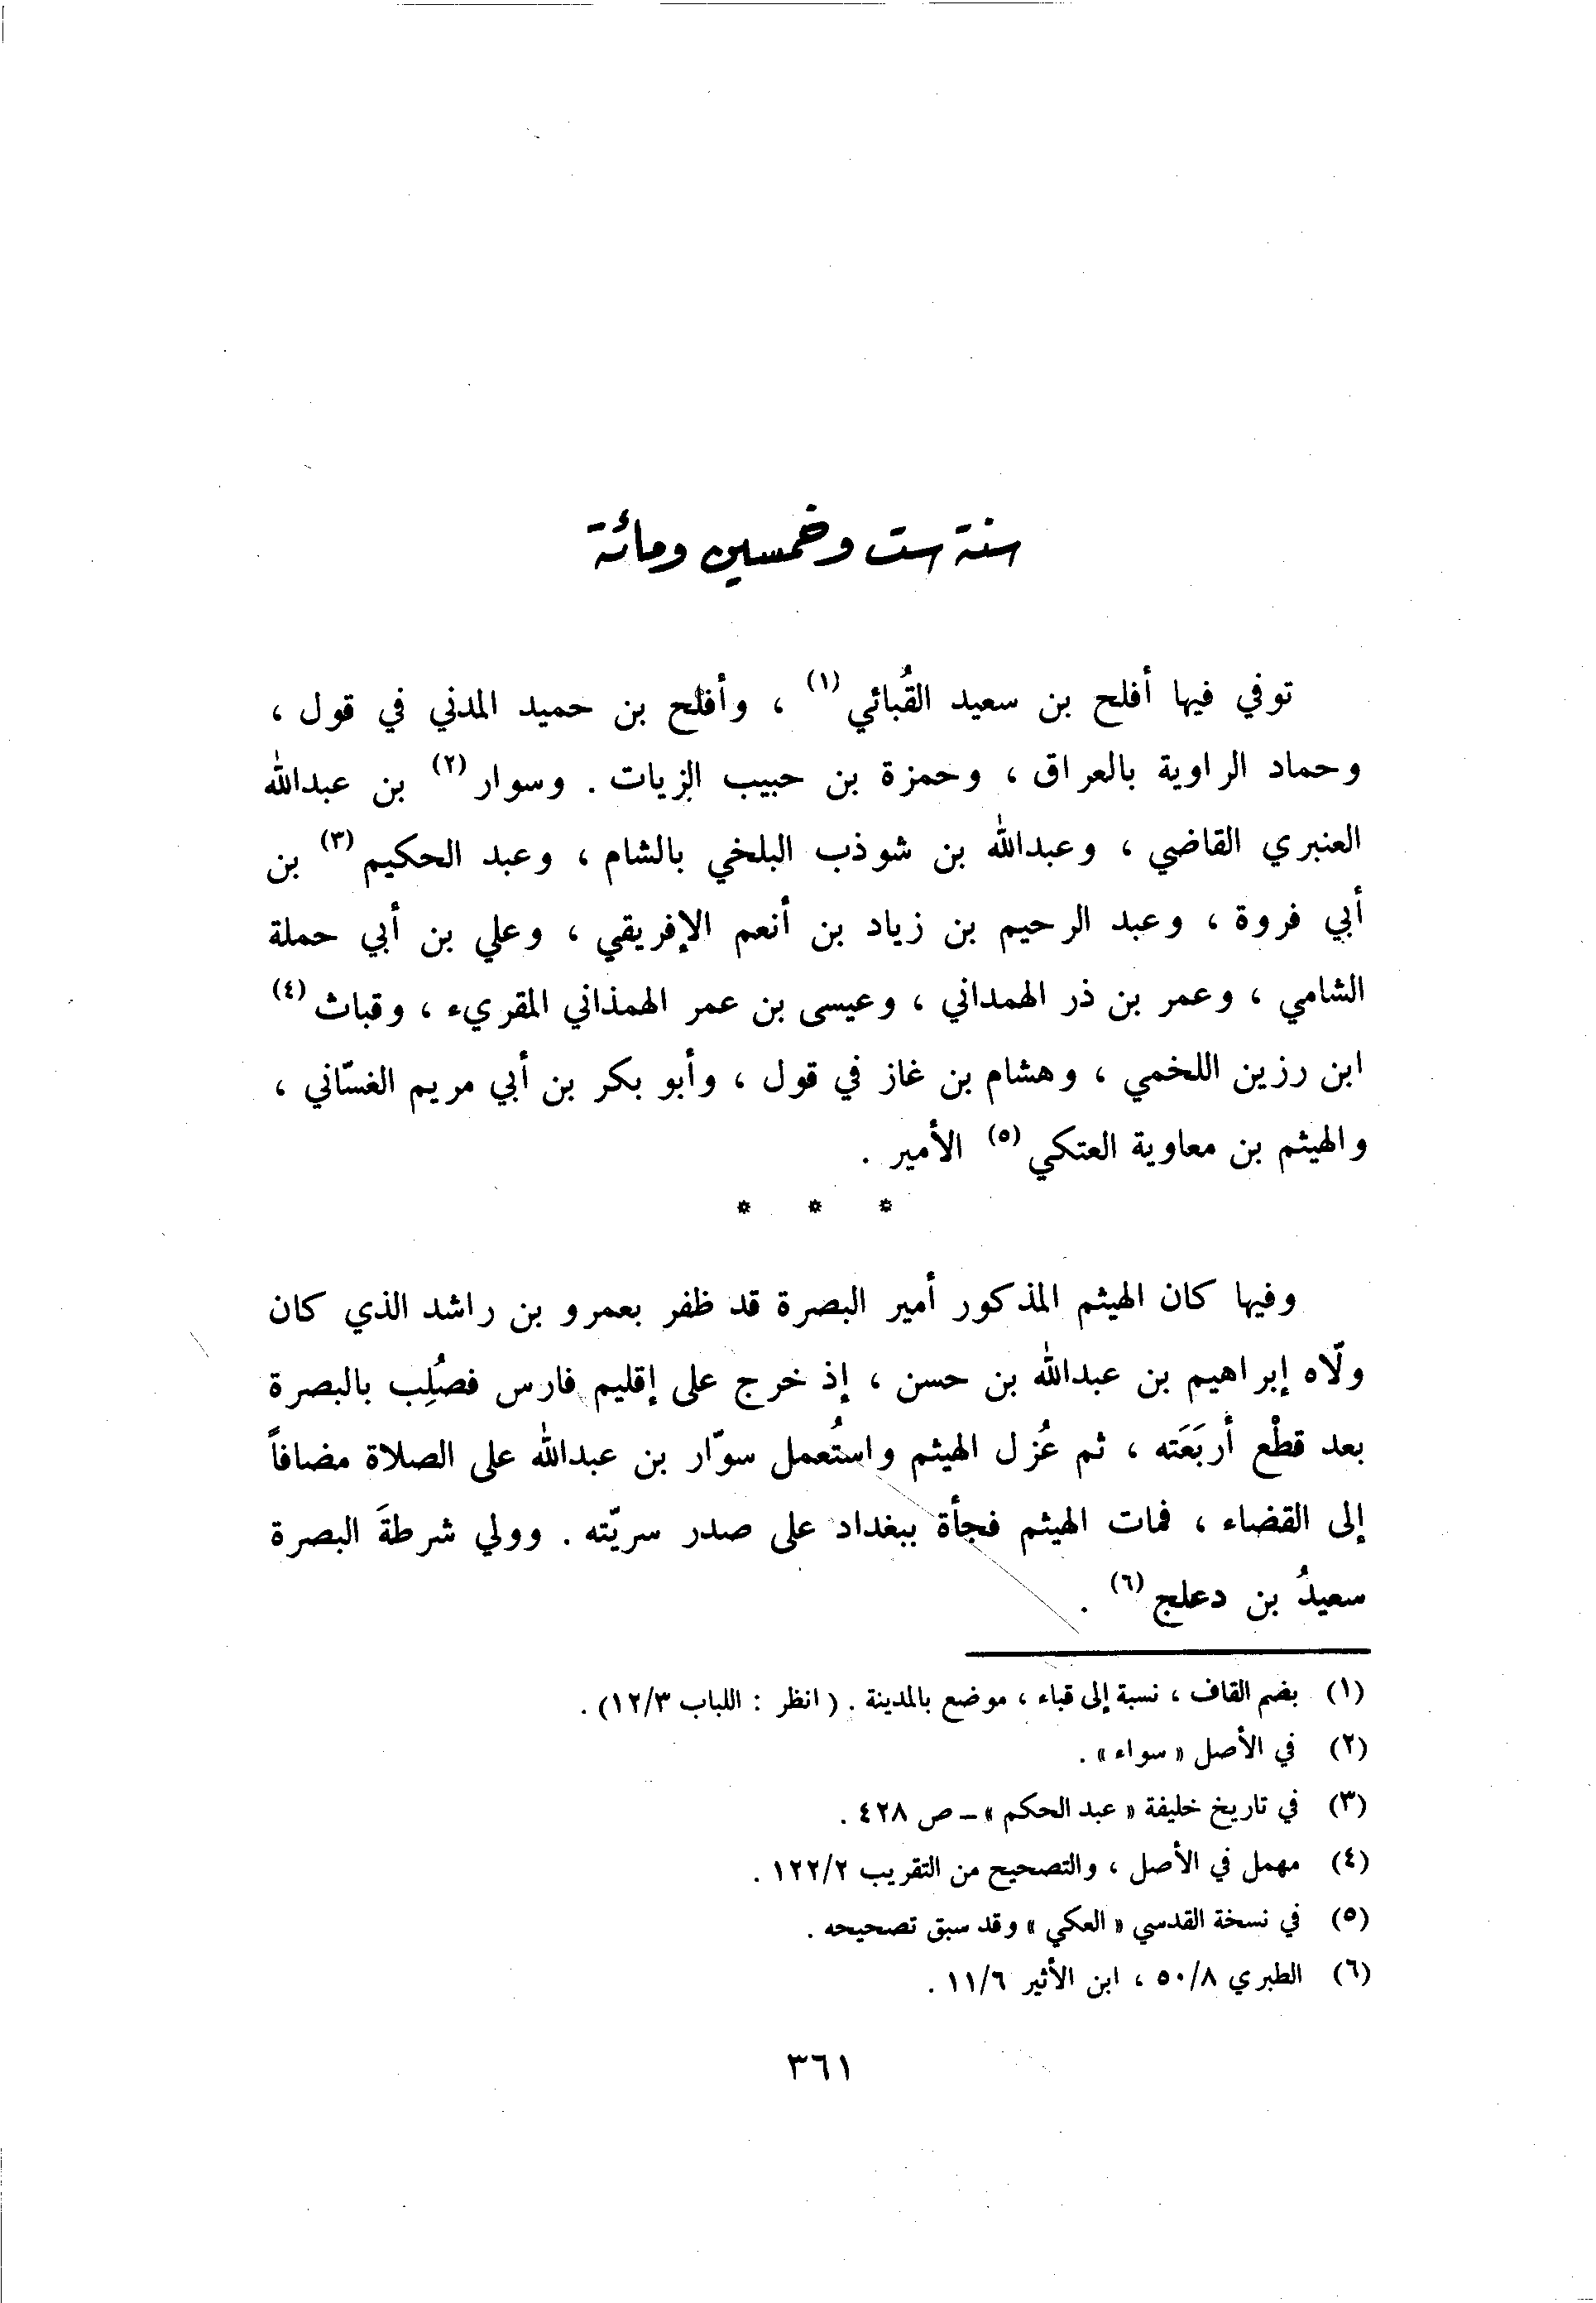 سنة ست وخمسين ومائة
توفي فيها أفلح بن سعيد القُبائي (١) ، وأفلح بن حميد المدني في قول ،
وحماد الراوية بالعراق ، وحمزة بن حبيب الزيات . وسوار (٢) بن عبدالله
العنبري القاضي ، وعبدالله بن شوذب البلخي بالشام ، وعبد الحكيم (٣) بن
أبي فروة ، وعبد الرحيم بن زياد بن أنعم الإفريقي ، وعلي بن أبي حملة
الشامي ، وعمر بن ذر الهمداني ، وعيسى بن عمر الهمذاني المقريء ، وقباث (٤)
ابن رزين اللخمي ، وهشام بن غاز في قول ، وأبو بكر بن أبي مريم الغسّاني ،
والهيثم بن معاوية العتكي (٥) الأمير .
* * *
وفيها كان الهيثم المذكور أمير البصرة قد ظفر بعمرو بن راشد الذي كان
ولّاه إبراهيم بن عبدالله بن حسن ، إذ خرج على إقليم فارس فصُلِب بالبصرة
بعد قطْع أربَعَته ، ثم عُزل الهيثم واستُعمل سوّار بن عبدالله على الصلاة مضافاً
إلى القضاء ، فمات الهيثم فجأة ببغداد على صدر سريّته . وولي شرطةَ البصرة
سعيدُ بن دعلج (٦) .
(١) بضم القاف ، نسبة إلى قباء ، موضع بالمدينة . ( انظر : اللباب ١٢/٣) .
(٢) في الأصل « سواء » .
(٣) في تاريخ خليفة « عبد الحكم » – ص ٤٢٨ .
(٤) مهمل في الأصل ، والتصحيح من التقريب ١٢٢/٢ .
(٥) في نسخة القدسي « العكي » وقد سبق تصحيحه .
(٦) الطبري ٥٠/٨ ، ابن الأثير ١١/٦ .
٣٦١